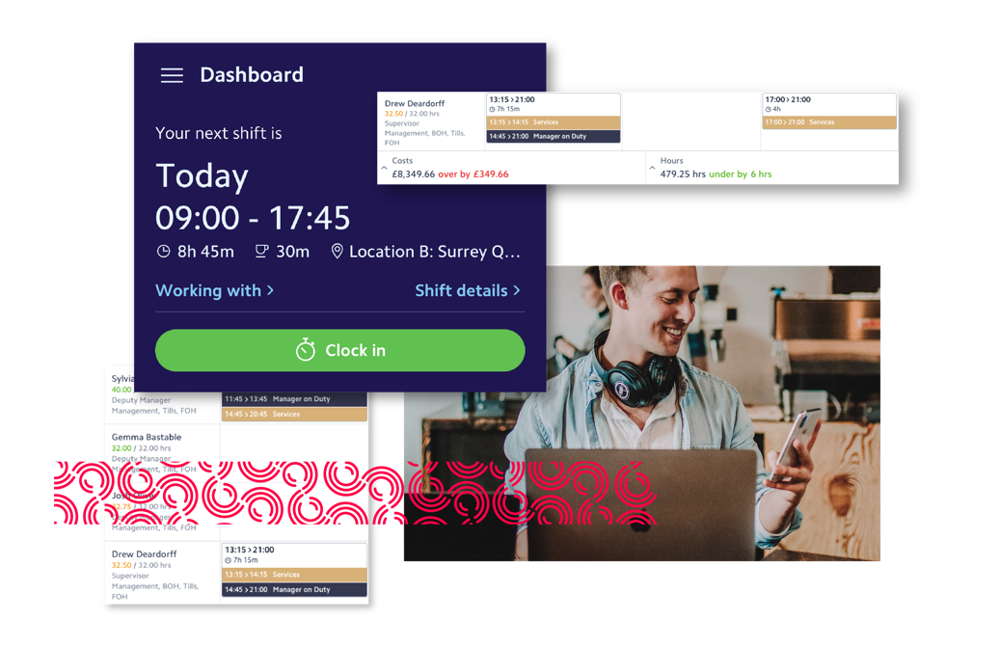 Dashboard
Your next shift is
Today
09:00 - 17:45
8h 45m 30m Location B: Surrey Q...
Working with > Shift details >
Clock in
Drew Deardorff
32.50 / 32.00 hrs
Supervisor
Management, BOH, Tills,
FOH
13:15 > 21:00
7h 15m
13:15 > 14:15 Services
14:45 > 21:00 Manager on Duty
17:00 > 21:00
4h
17:00 > 21:00 Services
Costs
£8,349.66 over by £349.66
Hours
479.25 hrs under by 6 hrs
Sylvia
40.00
Deputy Manager
Management, Tills, FOH
11:45 > 13:45 Manager on Duty
14:45 > 20:45 Services
Gemma Bastable
32.00 / 32.00 hrs
Deputy Manager
Management, Tills, FOH
32.75 / 32.00 hrs
Management, Tills, FOH
Drew Deardorff
32.50 / 32.00 hrs
Supervisor
Management, BOH, Tills,
FOH
13:15 > 21:00
7h 15m
13:15 > 14:15 Services
14:45 > 21:00 Manager on Duty